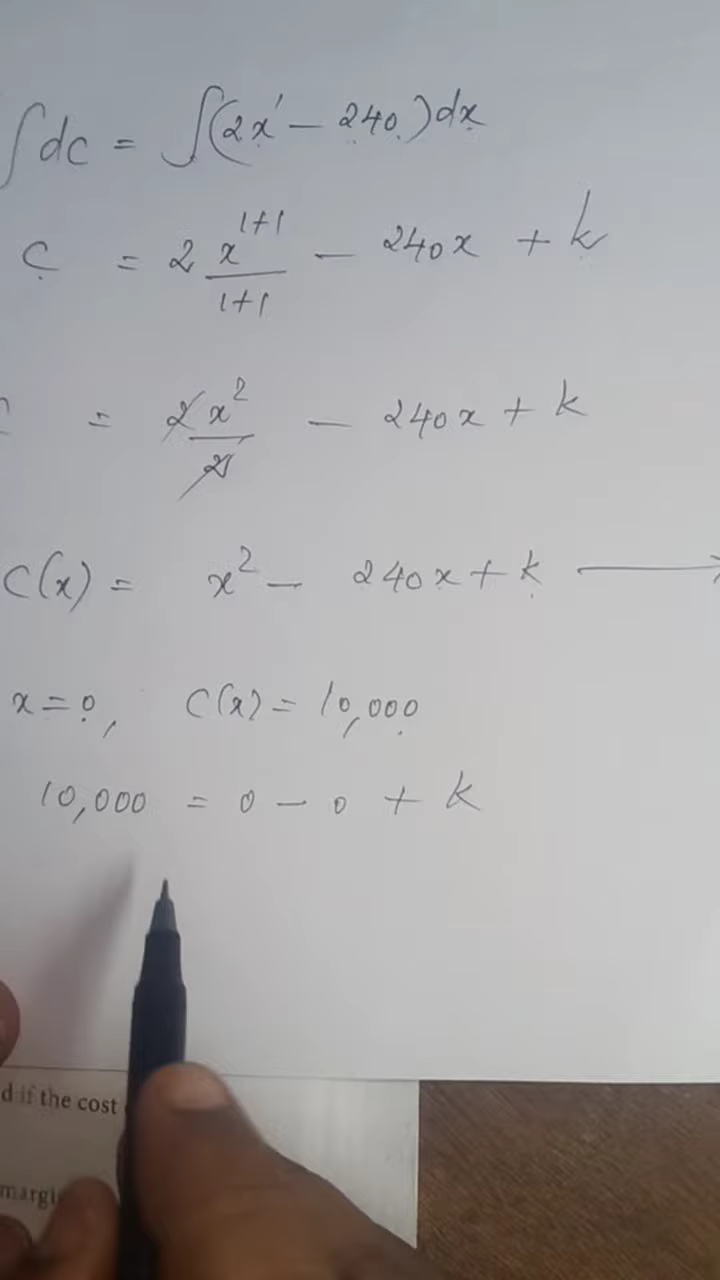 ∫dc = ∫(2x¹ − 240)dx
C = 2 x^(1+1)/(1+1) − 240x + k
= 2x²/2 − 240x + k
C(x) = x² − 240x + k ⟶
x = 0, C(x) = 10,000
10,000 = 0 − 0 + k
d if the cost